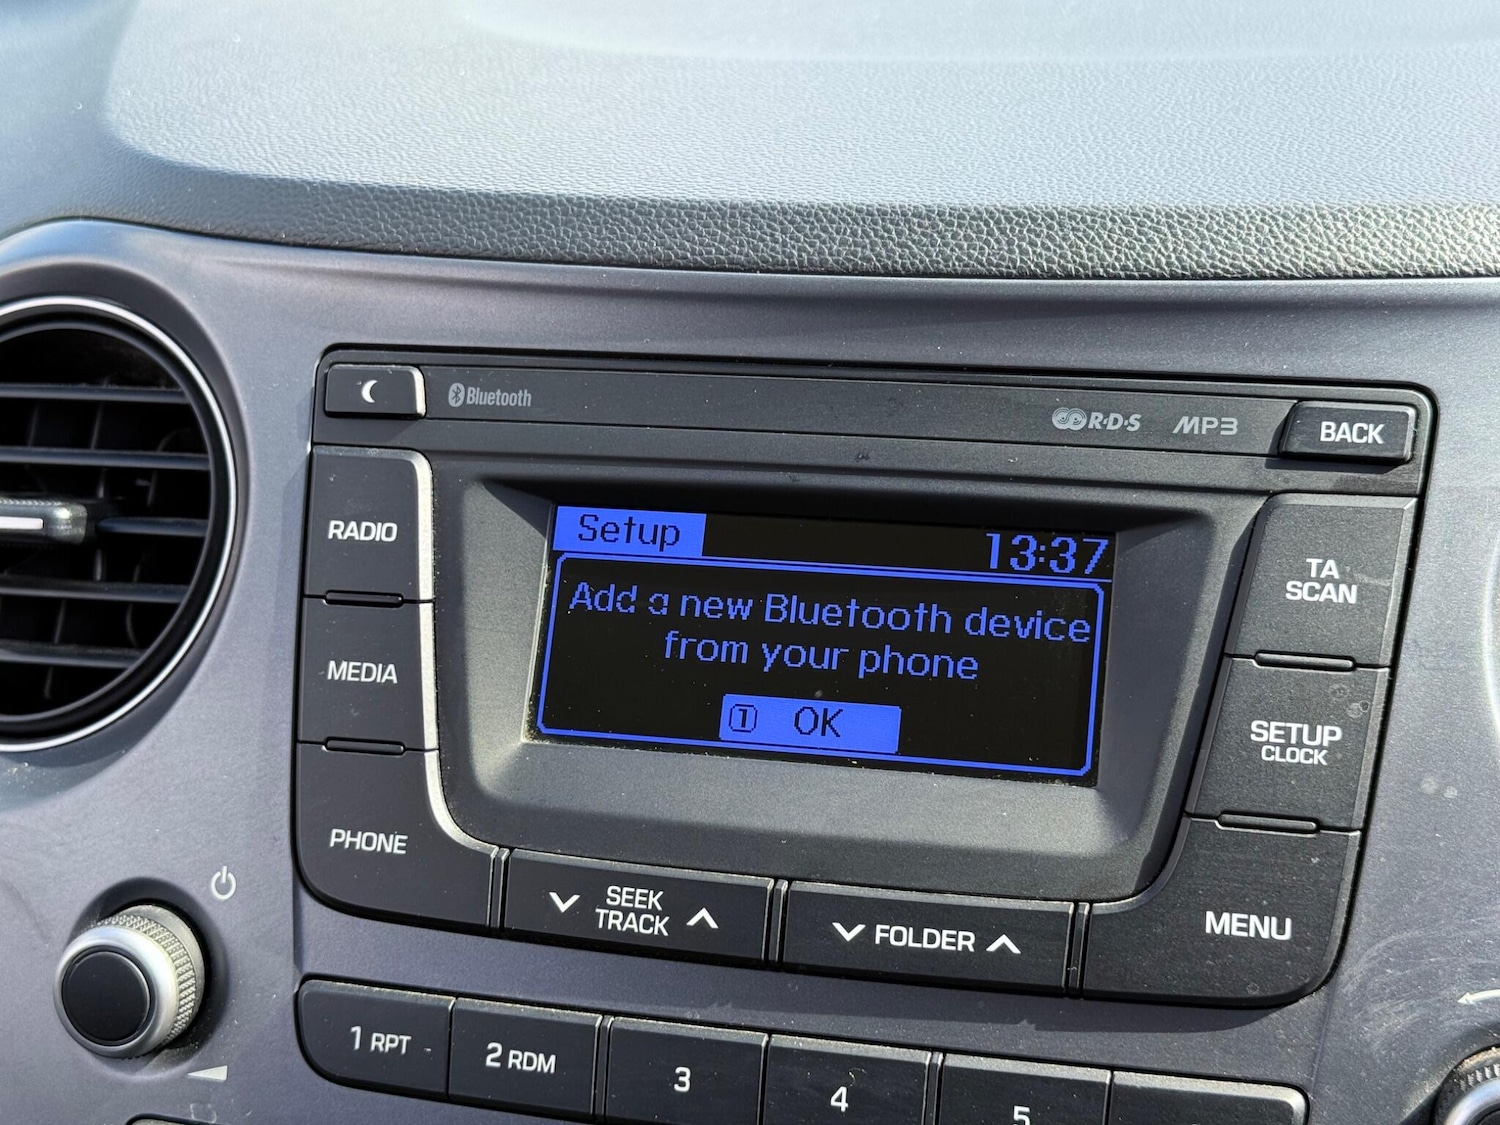 Bluetooth
R·D·S
MP3
BACK
RADIO
MEDIA
PHONE
Setup
13:37
Add a new Bluetooth device
from your phone
1 OK
TA
SCAN
SETUP
CLOCK
SEEK
TRACK
FOLDER
MENU
1 RPT
2 RDM
3
4
5